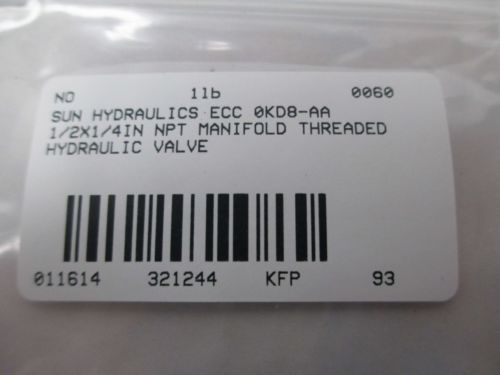 NO 11b 0060
SUN HYDRAULICS ECC 0KD8-AA
1/2X1/4IN NPT MANIFOLD THREADED
HYDRAULIC VALVE
011614 321244 KFP 93